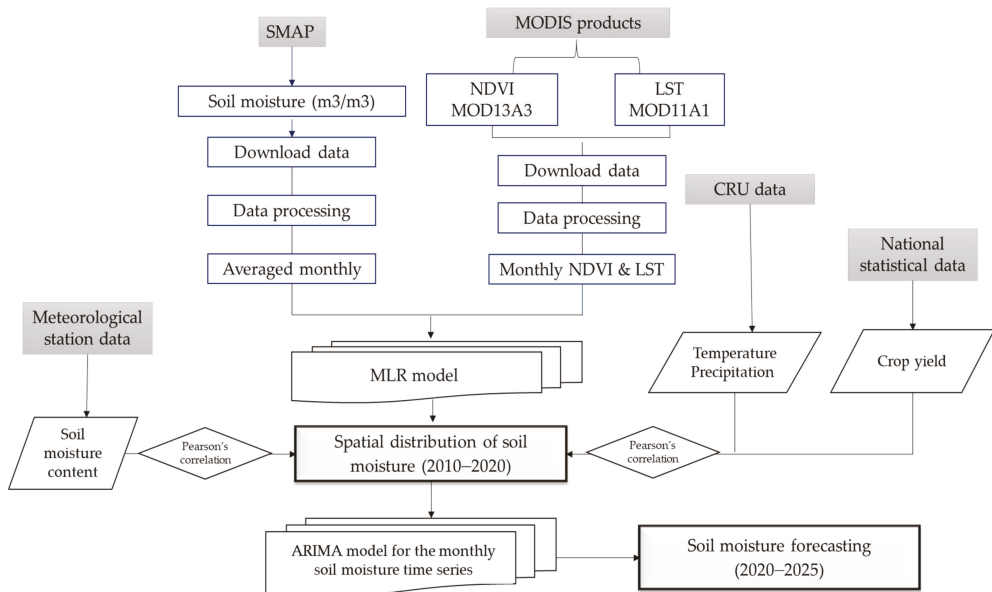 SMAP
MODIS products
Soil moisture (m3/m3)
NDVI
MOD13A3
LST
MOD11A1
Download data
Download data
Data processing
Data processing
Averaged monthly
Monthly NDVI & LST
CRU data
National
statistical data
Meteorological
station data
MLR model
Temperature
Precipitation
Crop yield
Soil
moisture
content
Pearson's
correlation
Spatial distribution of soil
moisture (2010–2020)
Pearson's
correlation
ARIMA model for the monthly
soil moisture time series
Soil moisture forecasting
(2020–2025)